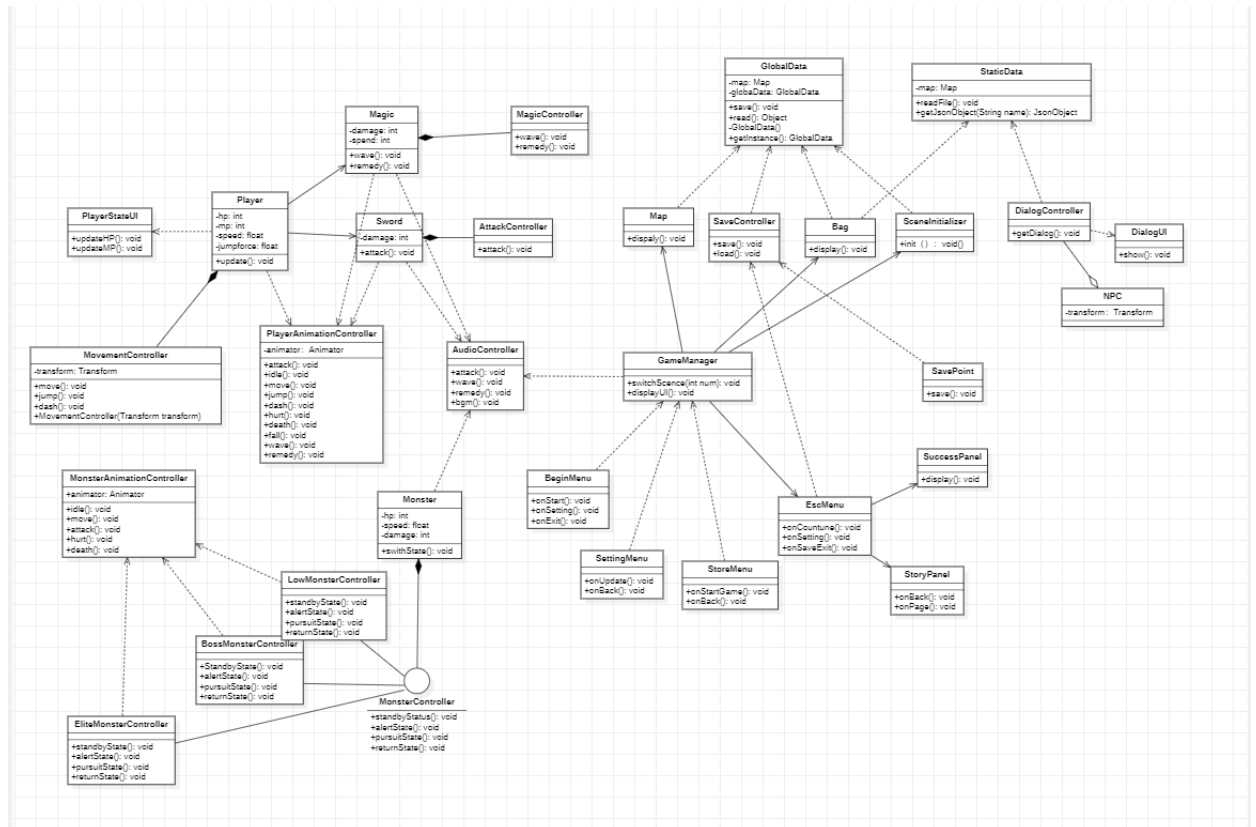 GlobalData
-map: Map
-globaData: GlobalData
+save(): void
+read(): Object
-GlobalData()
+getInstance(): GlobalData
StaticData
-map: Map
+readFile(): void
+getJsonObject(String name): JsonObject
Magic
-damage: int
-spend: int
+wave(): void
+remedy(): void
MagicController
+wave(): void
+remedy(): void
Player
-hp: int
-mp: int
-speed: float
-jumpforce: float
+update(): void
PlayerStateUI
+updateHP(): void
+updateMP(): void
Sword
-damage: int
+attack(): void
AttackController
+attack(): void
Map
+dispaly(): void
SaveController
+save(): void
+load(): void
Bag
+display(): void
SceneInitializer
+init () : void()
DialogController
+getDialog(): void
DialogUI
+show(): void
NPC
-transform: Transform
MovementController
-transform: Transform
+move(): void
+jump(): void
+dash(): void
+MovementController(Transform transform)
PlayerAnimationController
-animator: Animator
+attack(): void
+idle(): void
+move(): void
+jump(): void
+dash(): void
+hurt(): void
+death(): void
+fall(): void
+wave(): void
+remedy(): void
AudioController
+attack(): void
+wave(): void
+remedy(): void
+bgm(): void
GameManager
+switchScence(int num): void
+displayUI(): void
SavePoint
+save(): void
MonsterAnimationController
+animator: Animator
+idle(): void
+move(): void
+attack(): void
+hurt(): void
+death(): void
Monster
-hp: int
-speed: float
-damage: int
+swithState(): void
BeginMenu
+onStart(): void
+onSetting(): void
+onExit(): void
SettingMenu
+onUpdate(): void
+onBack(): void
StoreMenu
+onStartGame(): void
+onBack(): void
EscMenu
+onCountune(): void
+onSetting(): void
+onSaveExit(): void
SuccessPanel
+display(): void
StoryPanel
+onBack(): void
+onPage(): void
LowMonsterController
+standbyState(): void
+alertState(): void
+pursuitState(): void
+returnState(): void
BossMonsterController
+StandbyState(): void
+alertState(): void
+pursuitState(): void
+returnState(): void
EliteMonsterController
+standbyState(): void
+alertState(): void
+pursuitState(): void
+returnState(): void
MonsterController
+standbyStatus(): void
+alertState(): void
+pursuitState(): void
+returnState(): void